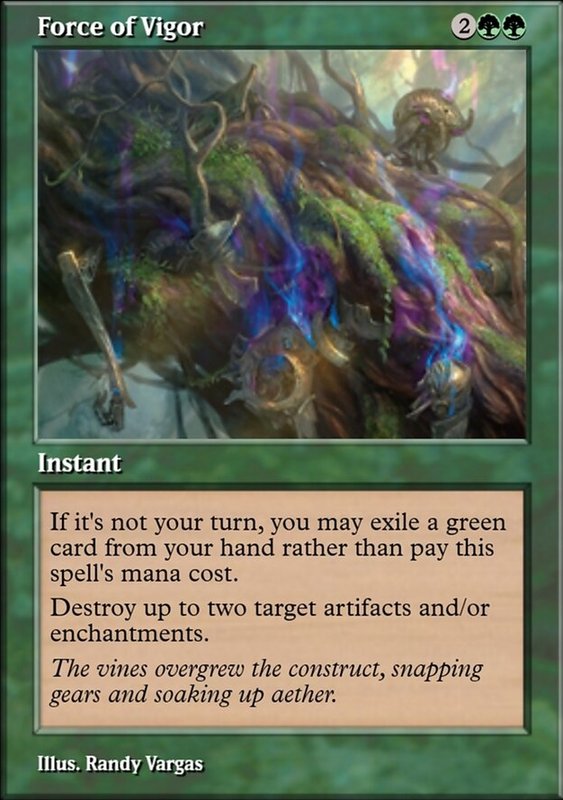 Force of Vigor 2
Instant
If it's not your turn, you may exile a green
card from your hand rather than pay this
spell's mana cost.
Destroy up to two target artifacts and/or
enchantments.
The vines overgrew the construct, snapping
gears and soaking up aether.
Illus. Randy Vargas